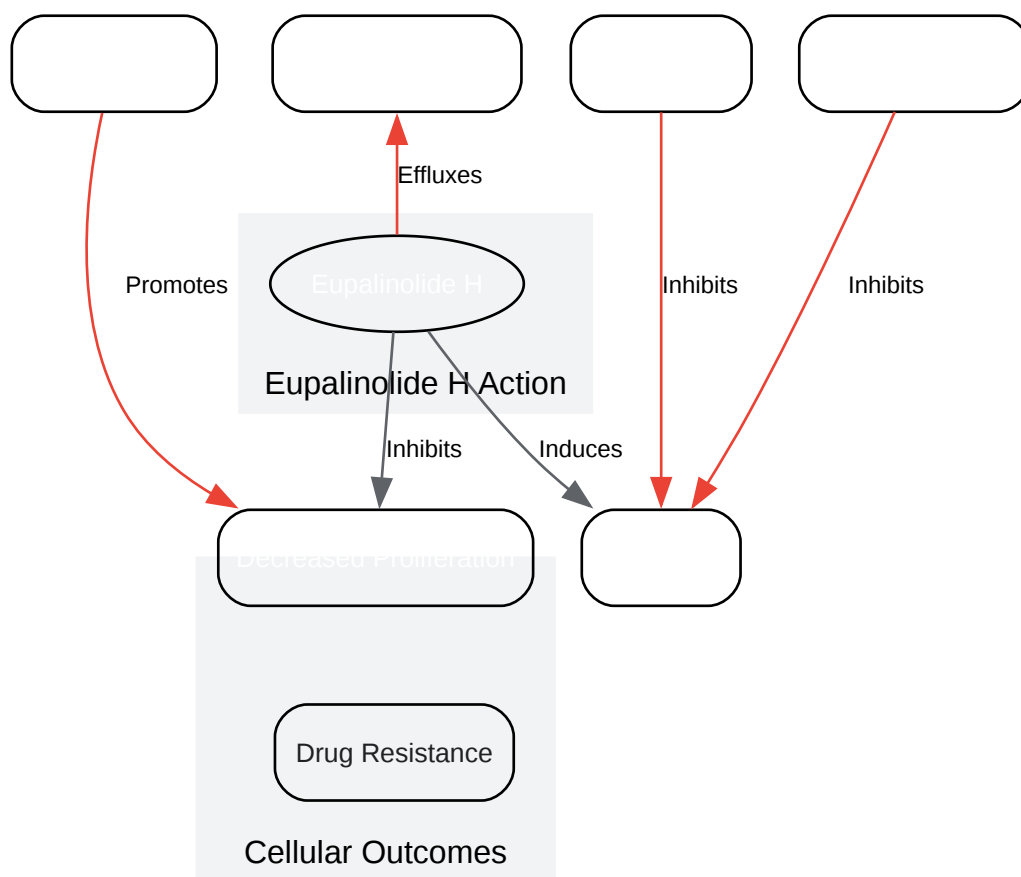 Effluxes
Eupalinolide H
Promotes
Inhibits
Inhibits
Eupalinolide H Action
Inhibits
Induces
Decreased Proliferation
Drug Resistance
Cellular Outcomes